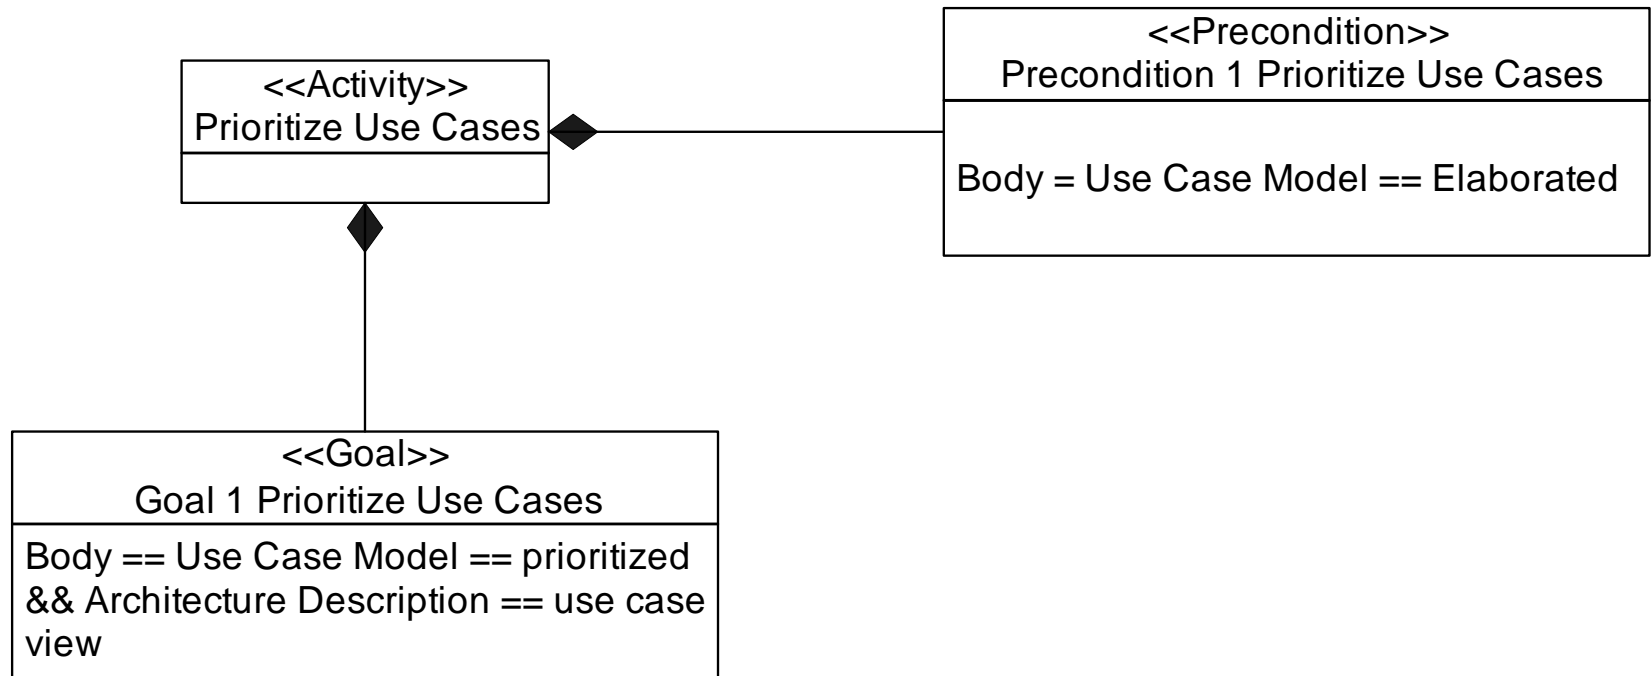 <<Activity>>
Prioritize Use Cases
<<Precondition>>
Precondition 1 Prioritize Use Cases
Body = Use Case Model == Elaborated
<<Goal>>
Goal 1 Prioritize Use Cases
Body == Use Case Model == prioritized
&& Architecture Description == use case
view